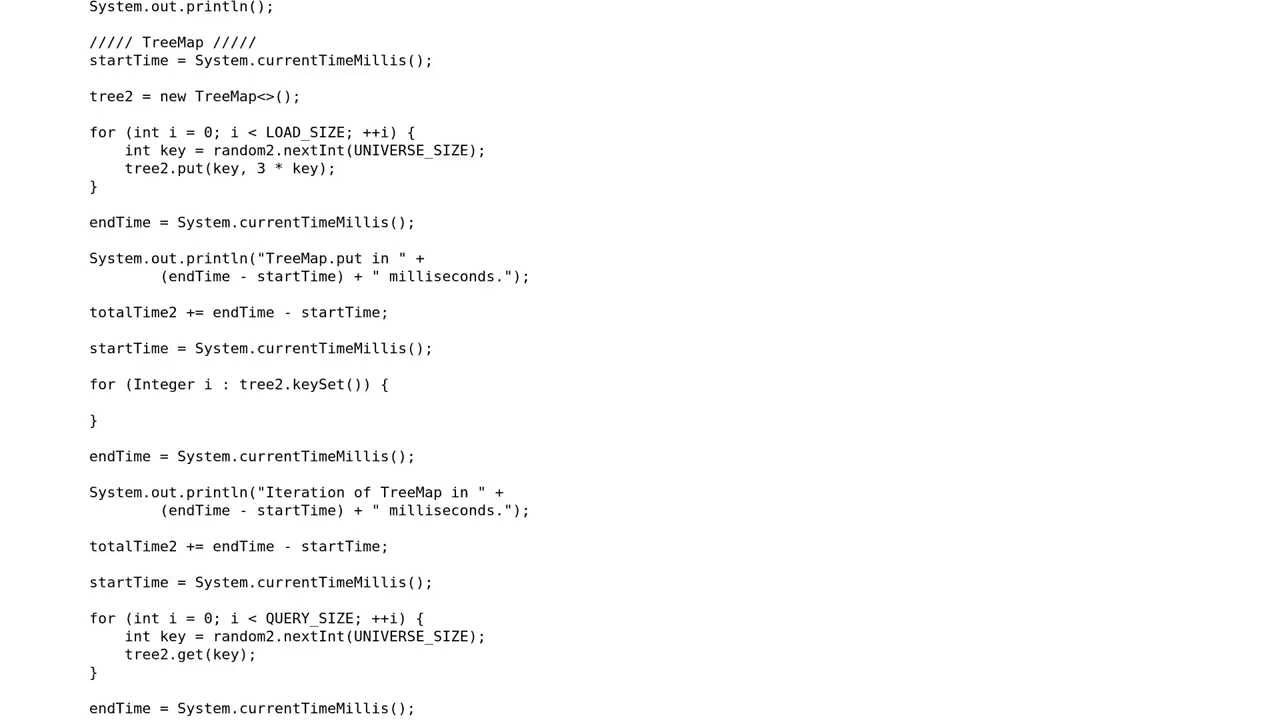 System.out.println();
///// TreeMap /////
startTime = System.currentTimeMillis();
tree2 = new TreeMap<>();
for (int i = 0; i < LOAD_SIZE; ++i) {
int key = random2.nextInt(UNIVERSE_SIZE);
tree2.put(key, 3 * key);
}
endTime = System.currentTimeMillis();
System.out.println("TreeMap.put in " +
(endTime - startTime) + " milliseconds.");
totalTime2 += endTime - startTime;
startTime = System.currentTimeMillis();
for (Integer i : tree2.keySet()) {
}
endTime = System.currentTimeMillis();
System.out.println("Iteration of TreeMap in " +
(endTime - startTime) + " milliseconds.");
totalTime2 += endTime - startTime;
startTime = System.currentTimeMillis();
for (int i = 0; i < QUERY_SIZE; ++i) {
int key = random2.nextInt(UNIVERSE_SIZE);
tree2.get(key);
}
endTime = System.currentTimeMillis();